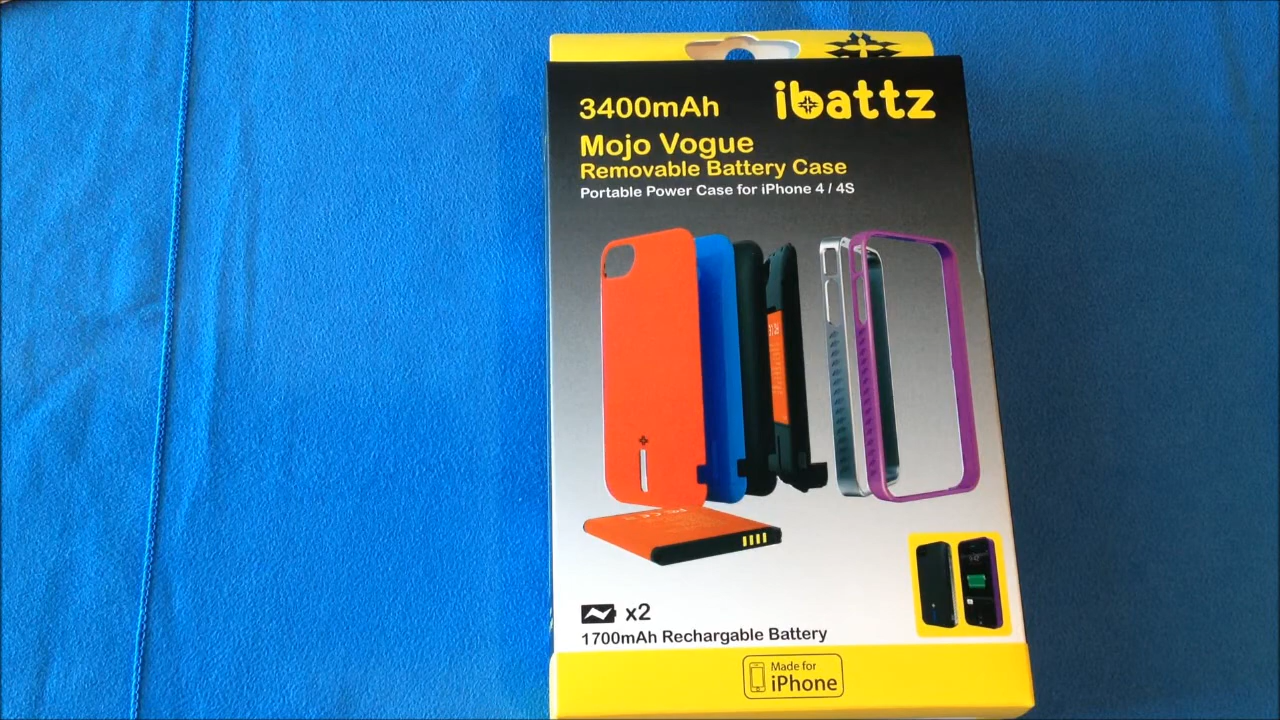 ibattz
3400mAh
Mojo Vogue
Removable Battery Case
Portable Power Case for iPhone 4 / 4S
x2
1700mAh Rechargable Battery
Made for
iPhone